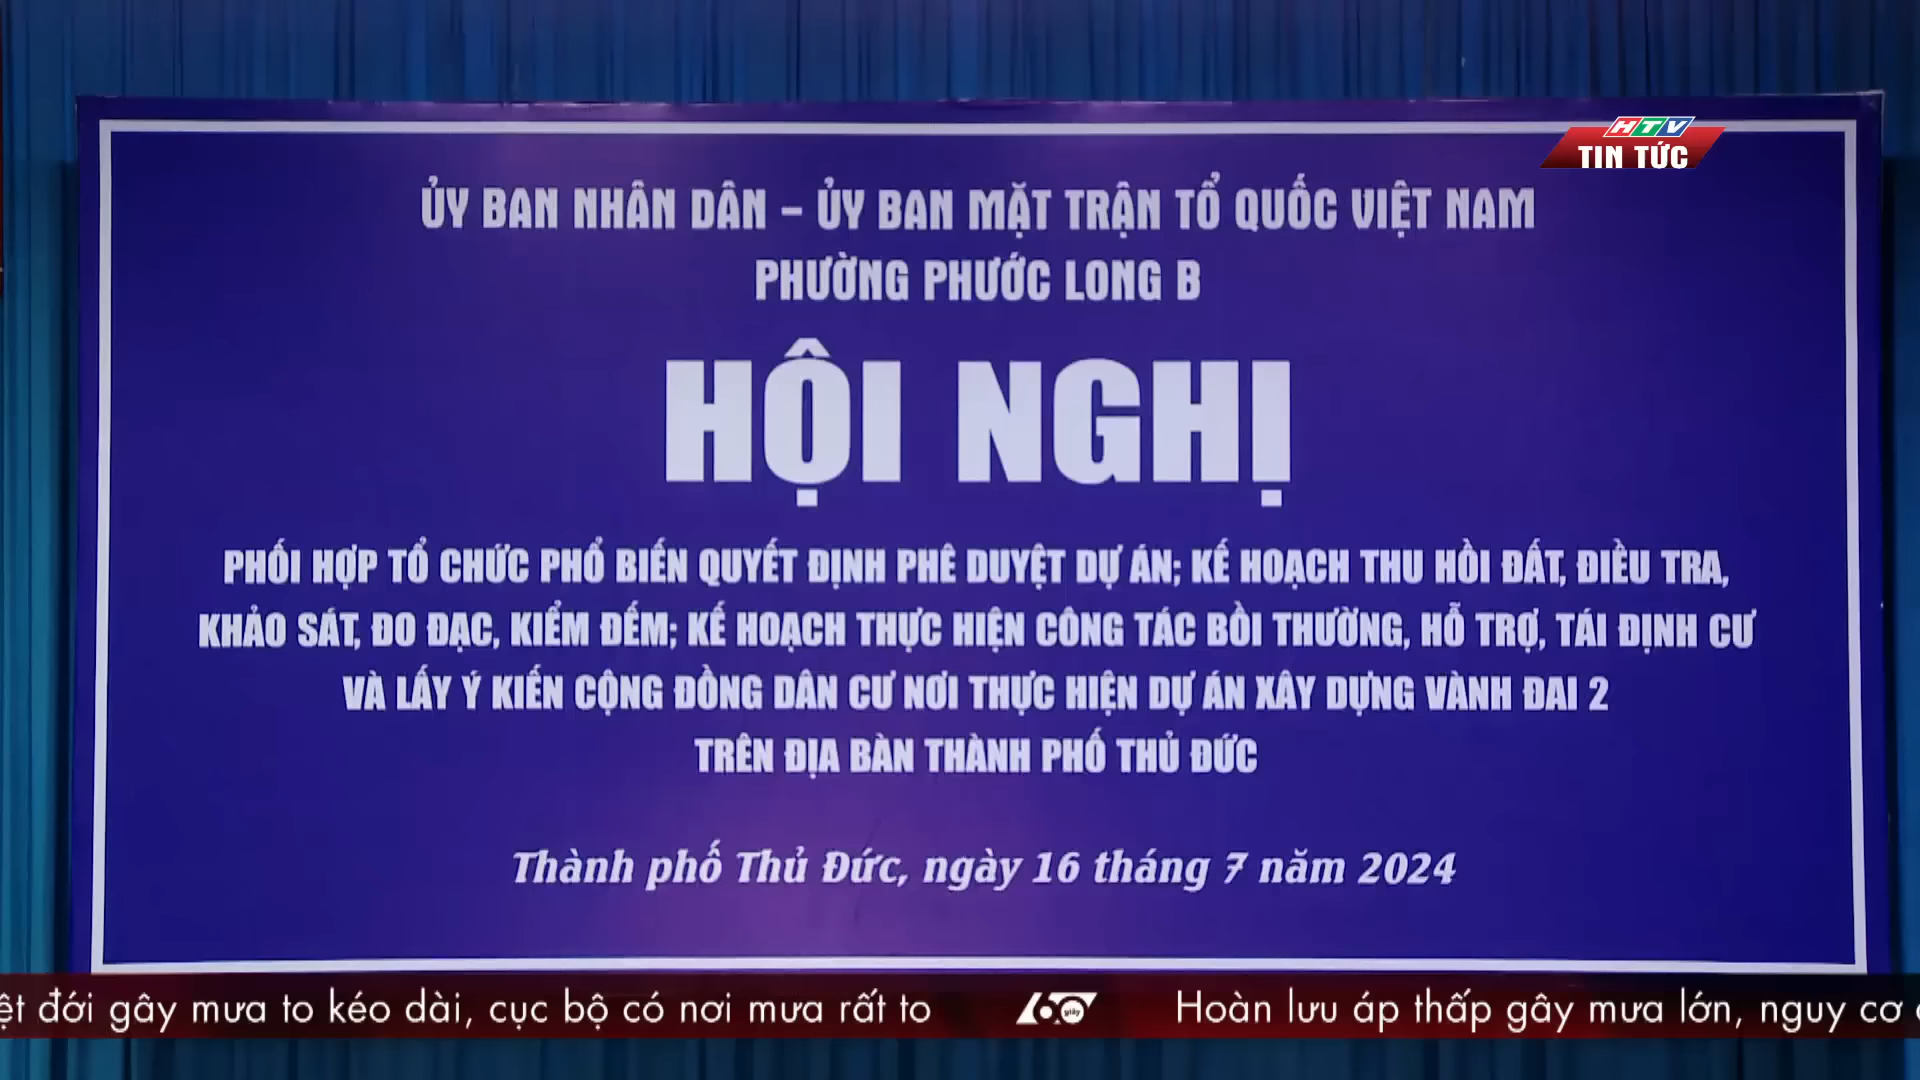 HTV
TIN TỨC
ỦY BAN NHÂN DÂN – ỦY BAN MẶT TRẬN TỔ QUỐC VIỆT NAM
PHƯỜNG PHƯỚC LONG B
HỘI NGHỊ
PHỐI HỢP TỔ CHỨC PHỔ BIẾN QUYẾT ĐỊNH PHÊ DUYỆT DỰ ÁN; KẾ HOẠCH THU HỒI ĐẤT, ĐIỀU TRA,
KHẢO SÁT, ĐO ĐẠC, KIỂM ĐẾM; KẾ HOẠCH THỰC HIỆN CÔNG TÁC BỒI THƯỜNG, HỖ TRỢ, TÁI ĐỊNH CƯ
VÀ LẤY Ý KIẾN CỘNG ĐỒNG DÂN CƯ NƠI THỰC HIỆN DỰ ÁN XÂY DỰNG VÀNH ĐAI 2
TRÊN ĐỊA BÀN THÀNH PHỐ THỦ ĐỨC
Thành phố Thủ Đức, ngày 16 tháng 7 năm 2024
đới gây mưa to kéo dài, cục bộ có nơi mưa rất to 60 giây Hoàn lưu áp thấp gây mưa lớn, nguy cơ